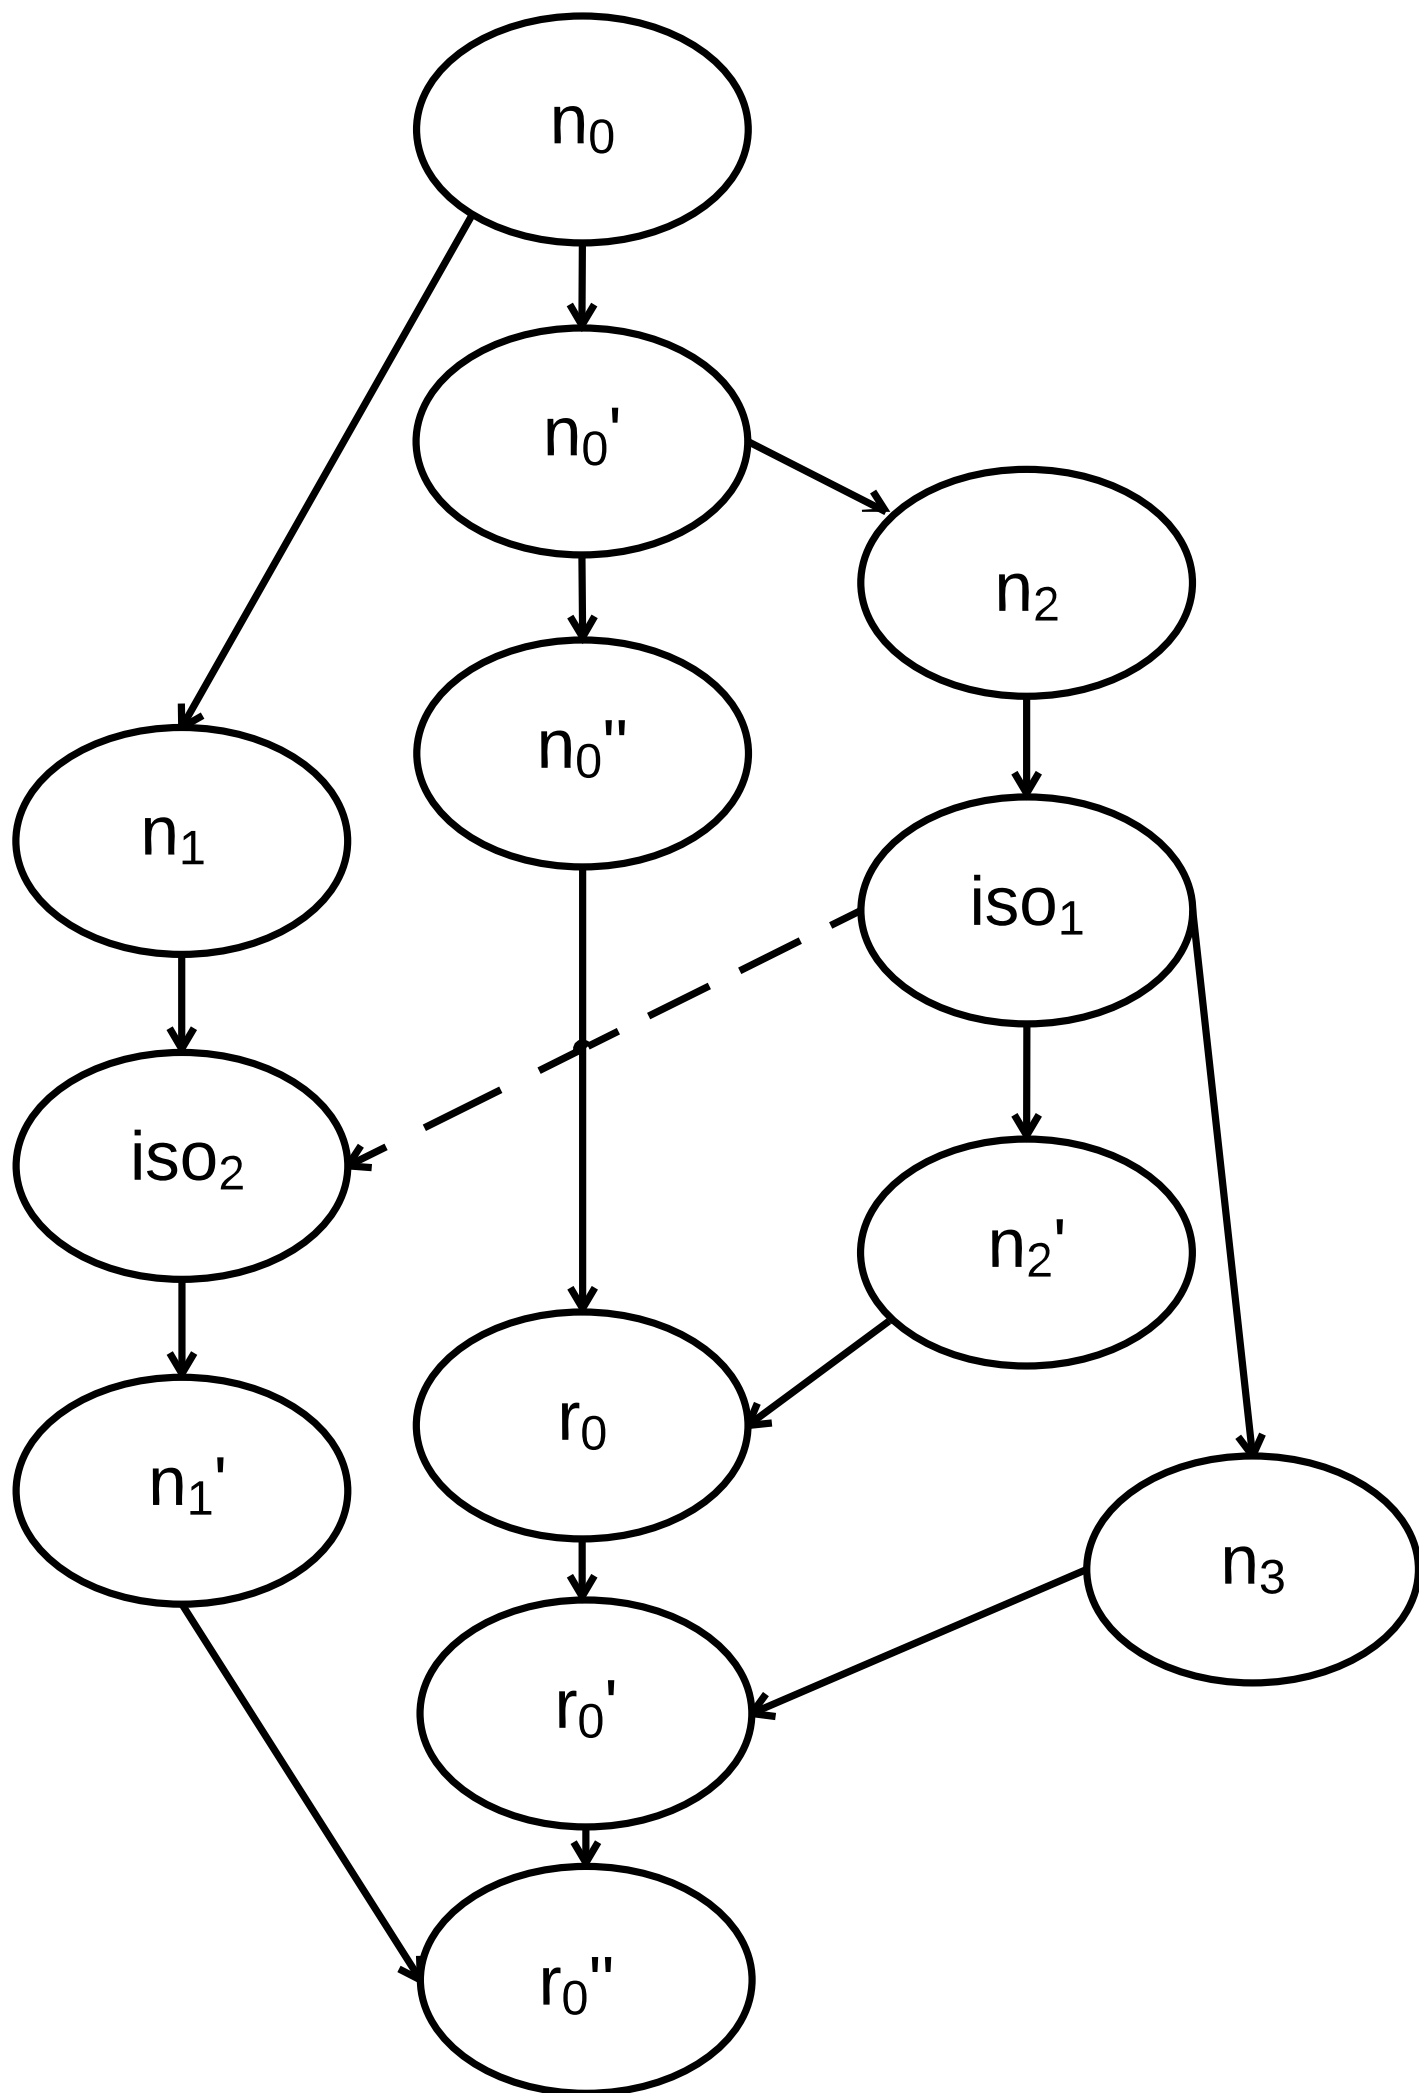 n₀
n₀'
n₂
n₀"
n₁
iso₁
iso₂
n₂'
r₀
n₁'
n₃
r₀'
r₀"